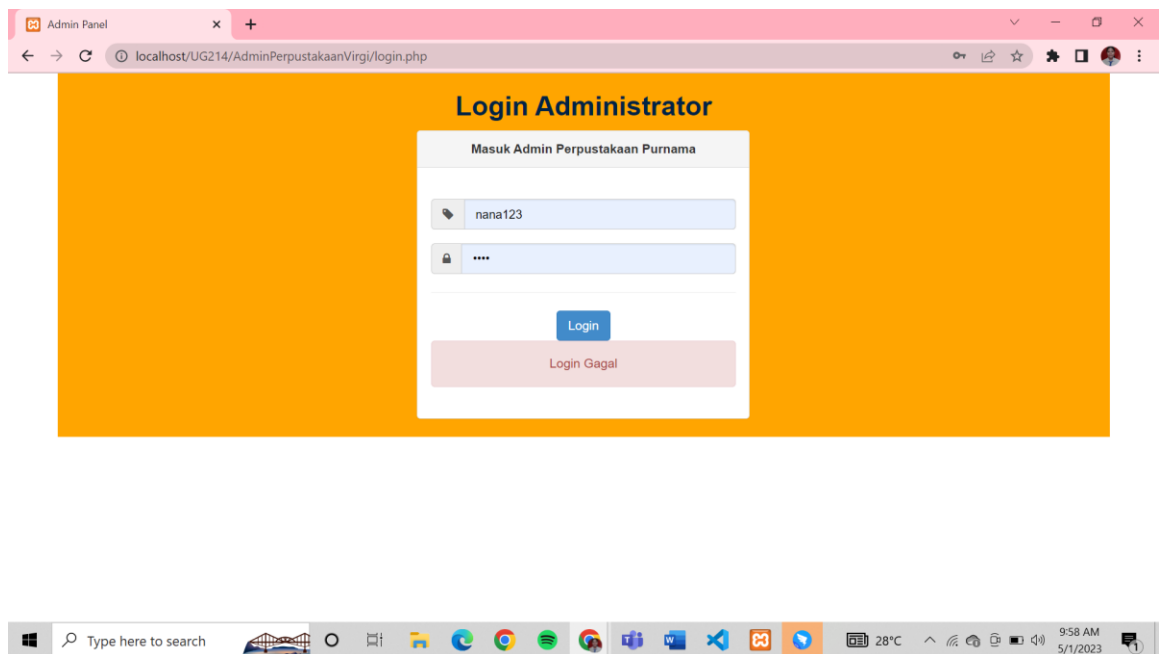 Admin Panel
localhost/UG214/AdminPerpustakaanVirgi/login.php
Login Administrator
Masuk Admin Perpustakaan Purnama
nana123
••••
Login
Login Gagal
Type here to search
28°C
9:58 AM
5/1/2023
1